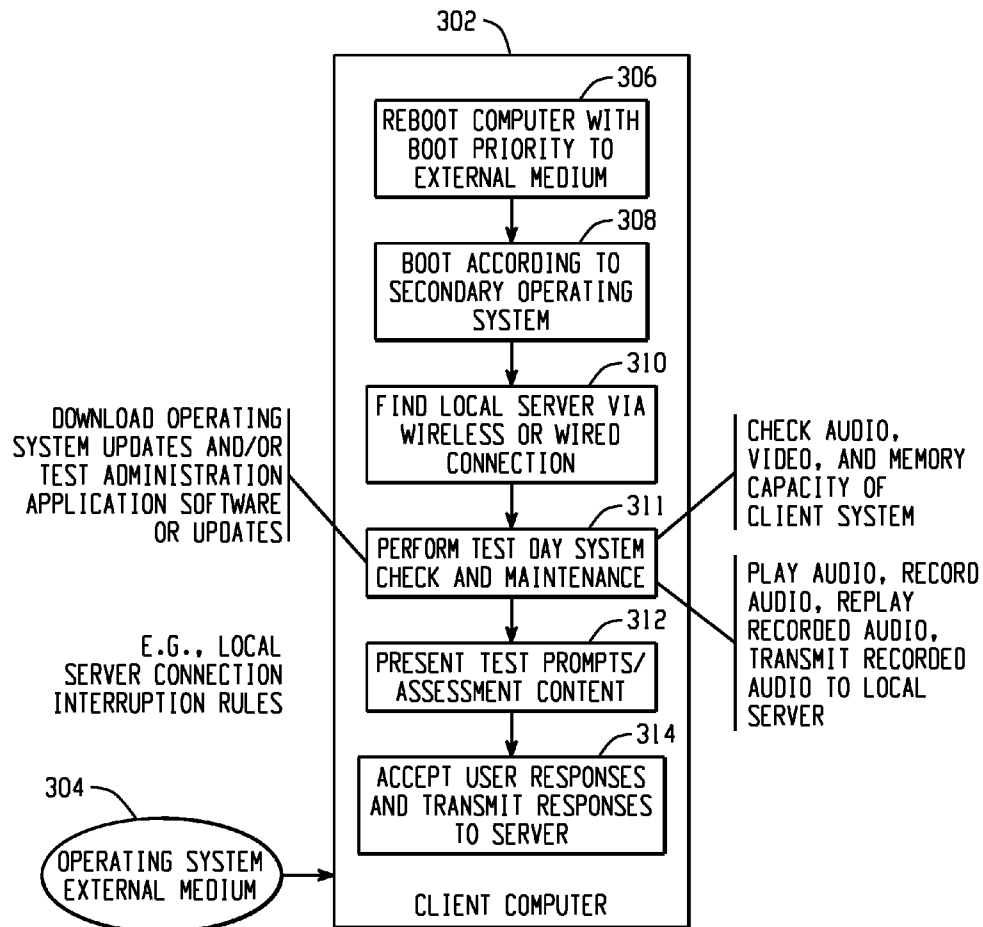 302
306
REBOOT COMPUTER WITH
BOOT PRIORITY TO
EXTERNAL MEDIUM
308
BOOT ACCORDING TO
SECONDARY OPERATING
SYSTEM
310
FIND LOCAL SERVER VIA
WIRELESS OR WIRED
CONNECTION
DOWNLOAD OPERATING
SYSTEM UPDATES AND/OR
TEST ADMINISTRATION
APPLICATION SOFTWARE
OR UPDATES
CHECK AUDIO,
VIDEO, AND MEMORY
CAPACITY OF
CLIENT SYSTEM
311
PERFORM TEST DAY SYSTEM
CHECK AND MAINTENANCE
PLAY AUDIO, RECORD
AUDIO, REPLAY
RECORDED AUDIO,
TRANSMIT RECORDED
AUDIO TO LOCAL
SERVER
312
PRESENT TEST PROMPTS/
ASSESSMENT CONTENT
E.G., LOCAL
SERVER CONNECTION
INTERRUPTION RULES
314
ACCEPT USER RESPONSES
AND TRANSMIT RESPONSES
TO SERVER
304
OPERATING SYSTEM
EXTERNAL MEDIUM
CLIENT COMPUTER